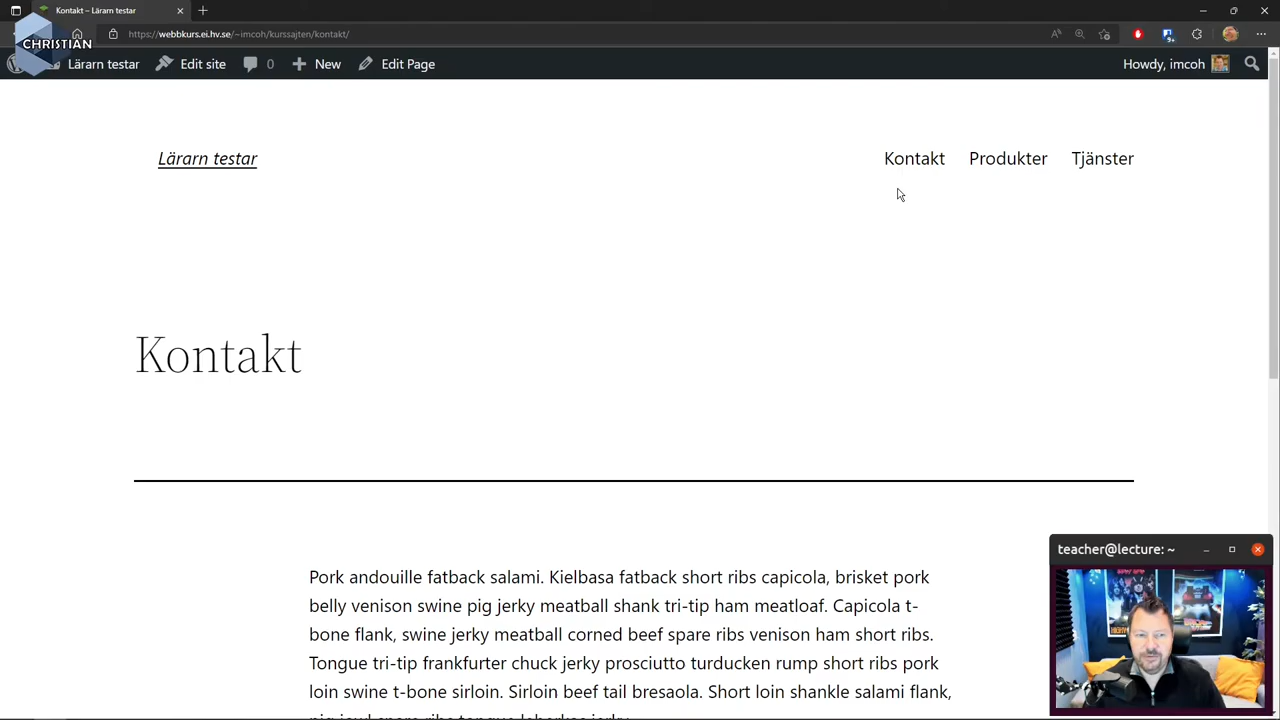 Kontakt – Lärarn testar
https://webbkurs.ei.hv.se/~imcoh/kurssajten/kontakt/
CHRISTIAN
Lärarn testar
Edit site
0
New
Edit Page
Howdy, imcoh
Lärarn testar
Kontakt
Produkter
Tjänster
Kontakt
Pork andouille fatback salami. Kielbasa fatback short ribs capicola, brisket pork
belly venison swine pig jerky meatball shank tri-tip ham meatloaf. Capicola t-
bone flank, swine jerky meatball corned beef spare ribs venison ham short ribs.
Tongue tri-tip frankfurter chuck jerky prosciutto turducken rump short ribs pork
loin swine t-bone sirloin. Sirloin beef tail bresaola. Short loin shankle salami flank,
teacher@lecture: ~